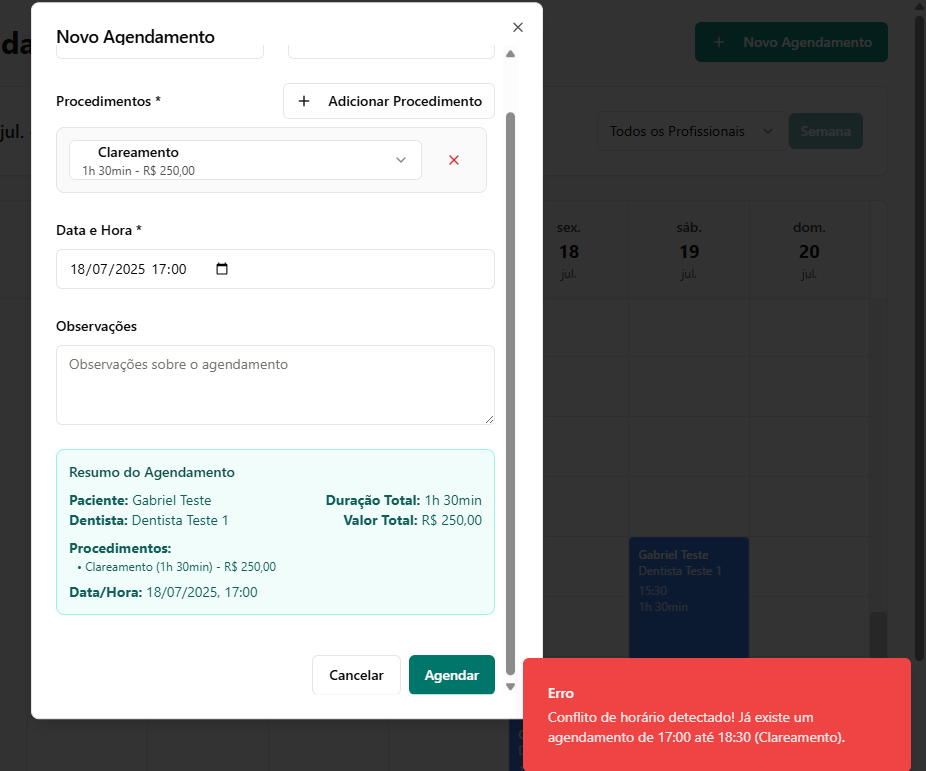 Novo Agendamento
Novo Agendamento
Procedimentos *
Adicionar Procedimento
jul.
Todos os Profissionais
Semana
Clareamento
1h 30min - R$ 250,00
Data e Hora *
18/07/2025 17:00
sex.
18
jul.
sáb.
19
jul.
dom.
20
jul.
Observações
Observações sobre o agendamento
Resumo do Agendamento
Paciente: Gabriel Teste
Duração Total: 1h 30min
Dentista: Dentista Teste 1
Valor Total: R$ 250,00
Procedimentos:
• Clareamento (1h 30min) - R$ 250,00
Data/Hora: 18/07/2025, 17:00
Gabriel Teste
Dentista Teste 1
15:30
1h 30min
Cancelar
Agendar
Erro
Conflito de horário detectado! Já existe um
agendamento de 17:00 até 18:30 (Clareamento).